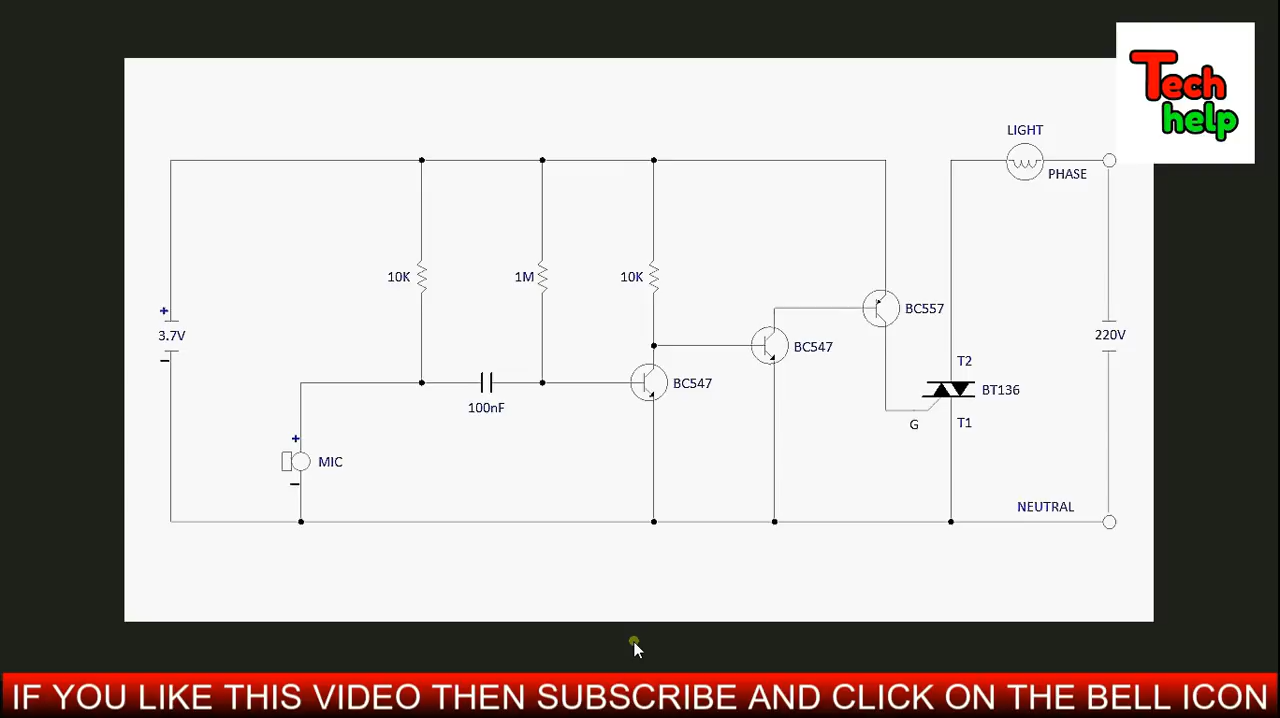 Tech
help
LIGHT
PHASE
10K
1M
10K
+
3.7V
−
BC557
BC547
220V
T2
BC547
BT136
100nF
G
T1
+
MIC
−
NEUTRAL
IF YOU LIKE THIS VIDEO THEN SUBSCRIBE AND CLICK ON THE BELL ICON